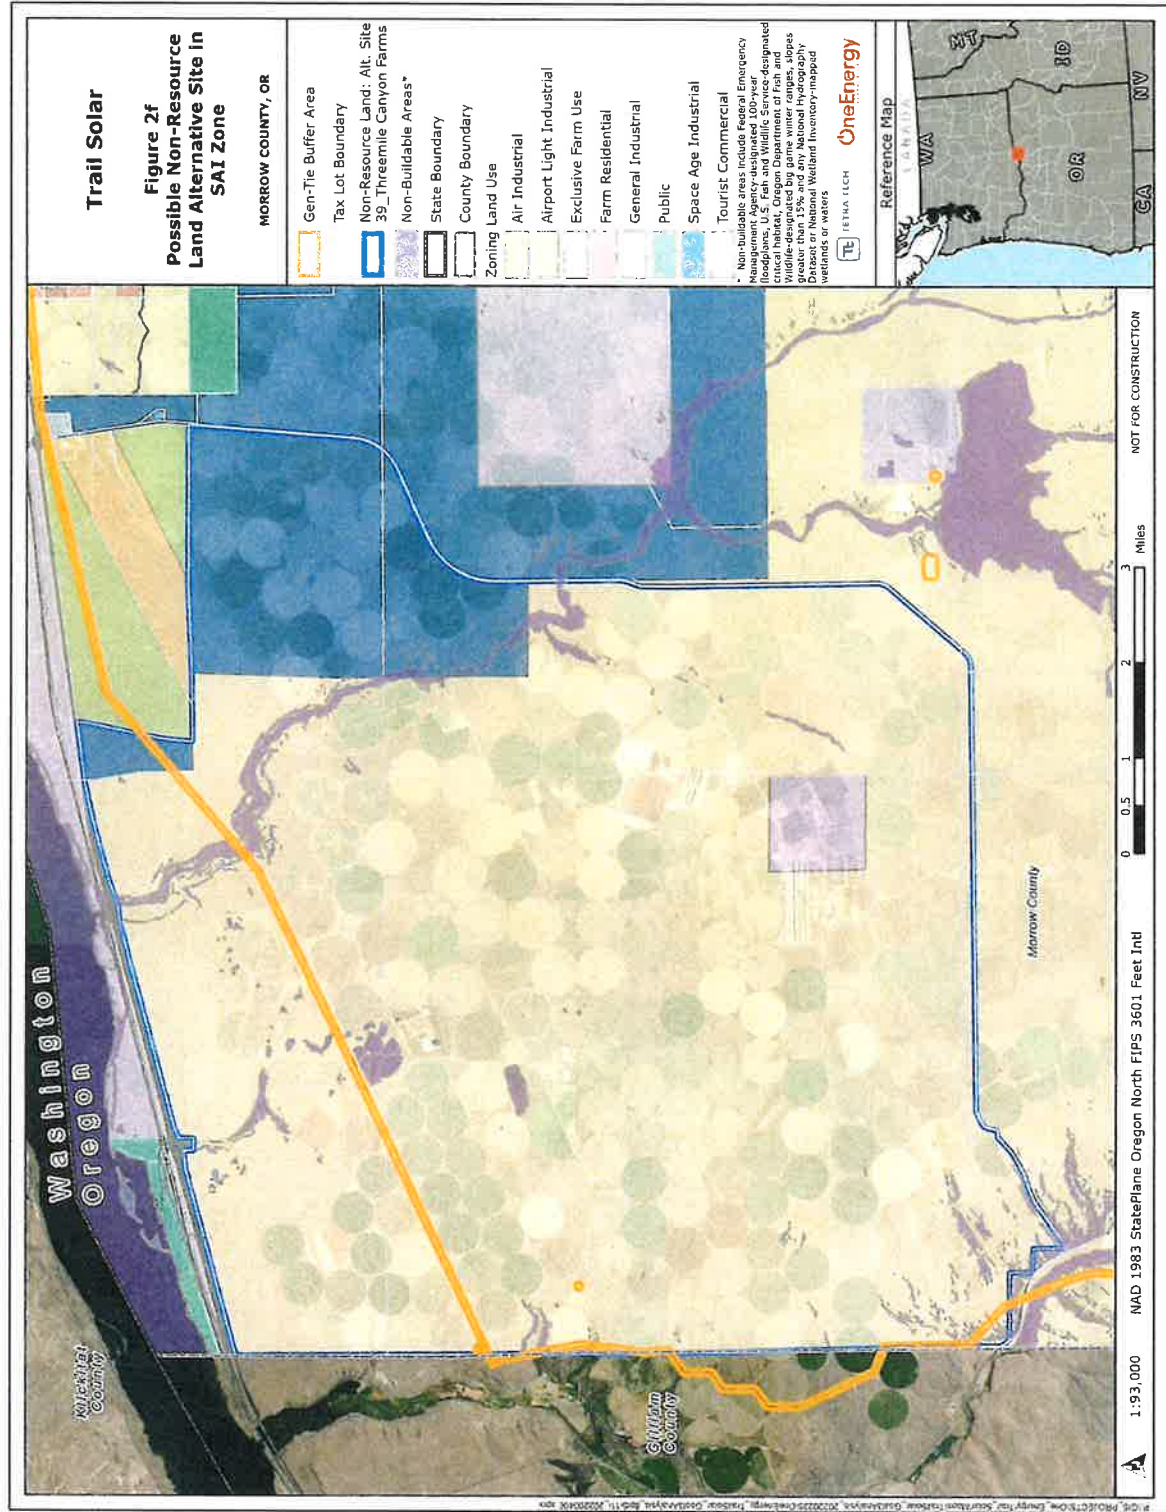 Trail Solar
Figure 2f
Possible Non-Resource
Land Alternative Site in
SAI Zone
MORROW COUNTY, OR
Gen-Tie Buffer Area
Tax Lot Boundary
Non-Resource Land: Alt. Site
39_Threemile Canyon Farms
Non-Buildable Areas*
State Boundary
County Boundary
Zoning Land Use
Air Industrial
Airport Light Industrial
Exclusive Farm Use
Farm Residential
General Industrial
Public
Space Age Industrial
Tourist Commercial
* Non-buildable areas include Federal Emergency
Management Agency-designated 100-year
floodplains, U.S. Fish and Wildlife Service-designated
critical habitat, Oregon Department of Fish and
Wildlife-designated big game winter ranges, slopes
greater than 15% and any National Hydrography
Dataset or National Wetland Inventory-mapped
wetlands or waters
TETRA TECH
OneEnergy
Reference Map
CANADA
WA
MT
OR
ID
CA
NV
Washington
Oregon
Klickitat
County
Gilliam
County
Morrow County
1:93,000
NAD 1983 StatePlane Oregon North FIPS 3601 Feet Intl
0 0.5 1 2 3 Miles
NOT FOR CONSTRUCTION